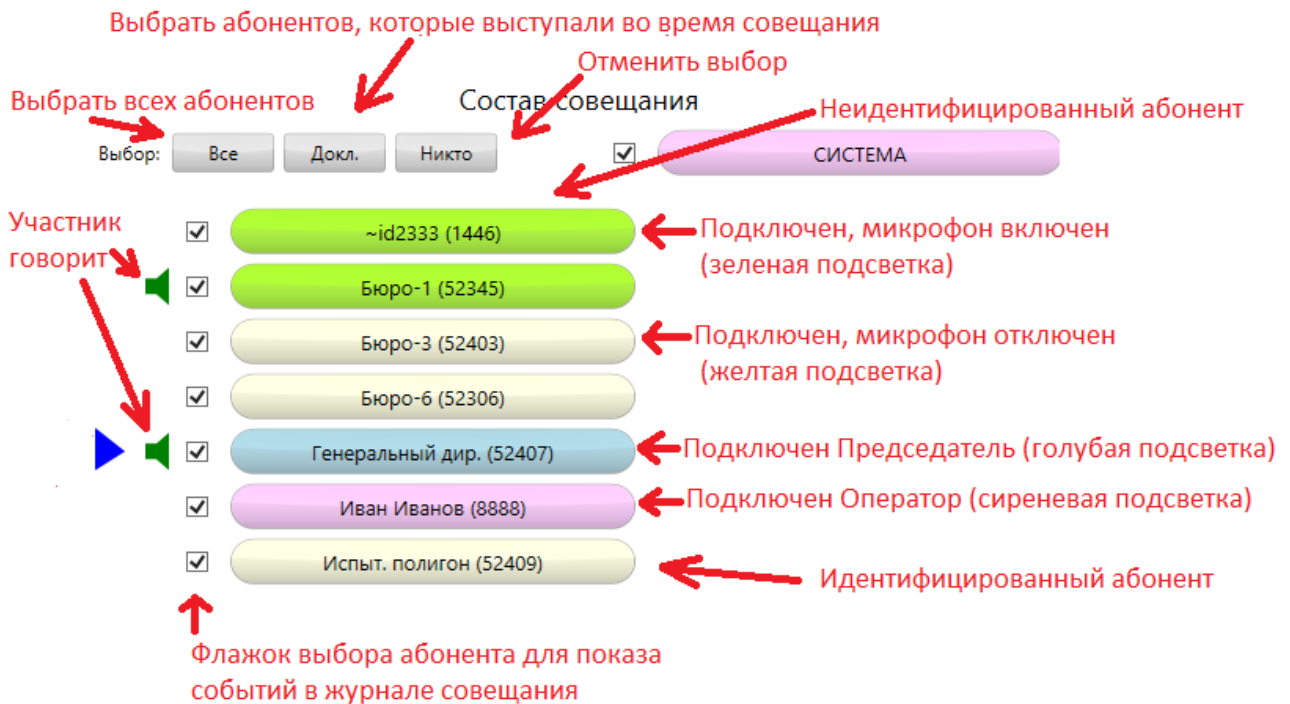 Выбрать абонентов, которые выступали во время совещания
Отменить выбор
Выбрать всех абонентов
Состав совещания
Неидентифицированный абонент
Выбор:
Все
Докл.
Никто
СИСТЕМА
Участник
говорит
~id2333 (1446)
Подключен, микрофон включен
(зеленая подсветка)
Бюро-1 (52345)
Бюро-3 (52403)
Подключен, микрофон отключен
(желтая подсветка)
Бюро-6 (52306)
Генеральный дир. (52407)
Подключен Председатель (голубая подсветка)
Иван Иванов (8888)
Подключен Оператор (сиреневая подсветка)
Испыт. полигон (52409)
Идентифицированный абонент
Флажок выбора абонента для показа
событий в журнале совещания